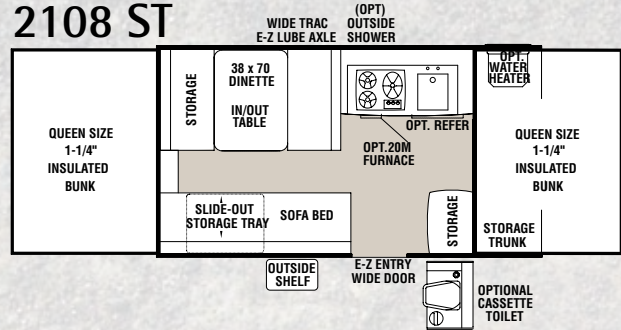 2108 ST
WIDE TRAC
E-Z LUBE AXLE
(OPT)
OUTSIDE
SHOWER
QUEEN SIZE
1-1/4"
INSULATED
BUNK
STORAGE
38 x 70
DINETTE
IN/OUT
TABLE
OPT. REFER
OPT.20M
FURNACE
OPT.
WATER
HEATER
QUEEN SIZE
1-1/4"
INSULATED
BUNK
SLIDE-OUT
STORAGE TRAY
SOFA BED
STORAGE
STORAGE
TRUNK
OUTSIDE
SHELF
E-Z ENTRY
WIDE DOOR
OPTIONAL
CASSETTE
TOILET